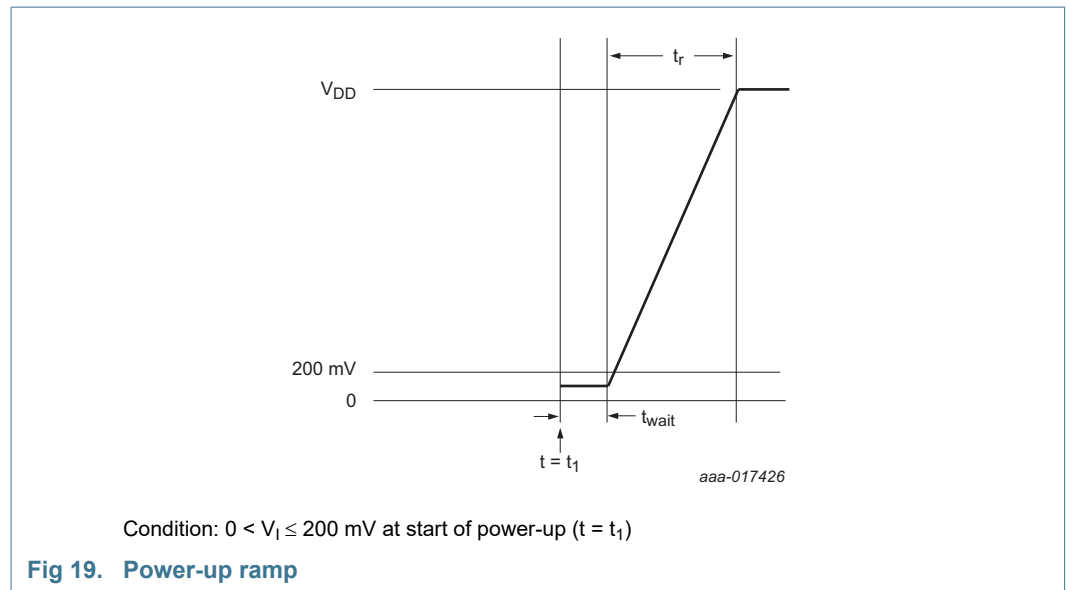 tr
VDD
200 mV
0
twait
t = t1
aaa-017426
Condition: 0 < VI ≤ 200 mV at start of power-up (t = t1)
Fig 19. Power-up ramp